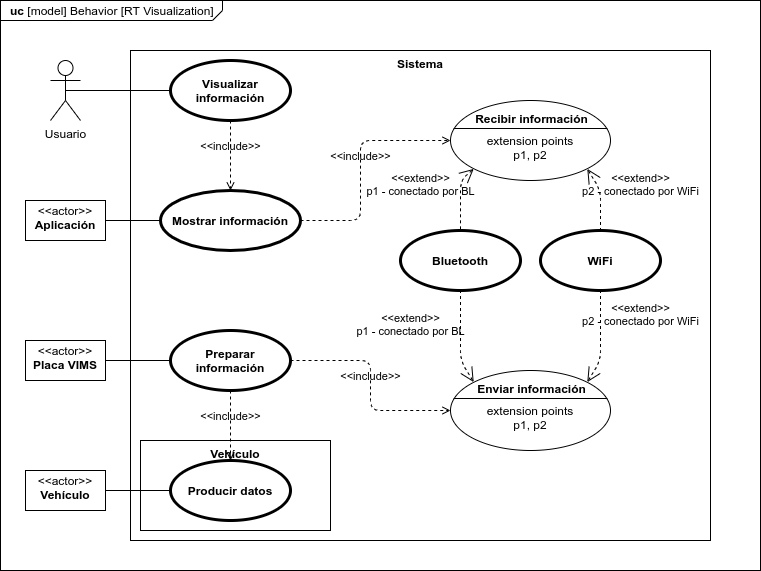 uc [model] Behavior [RT Visualization]
Sistema
Usuario
Visualizar
información
<<include>>
Recibir información
extension points
p1, p2
<<include>>
<<extend>>
p1 - conectado por BL
<<extend>>
p2 - conectado por WiFi
<<actor>>
Aplicación
Mostrar información
Bluetooth
WiFi
<<extend>>
p1 - conectado por BL
<<extend>>
p2 - conectado por WiFi
<<actor>>
Placa VIMS
Preparar
información
<<include>>
Enviar información
extension points
p1, p2
<<include>>
Vehículo
<<actor>>
Vehículo
Producir datos